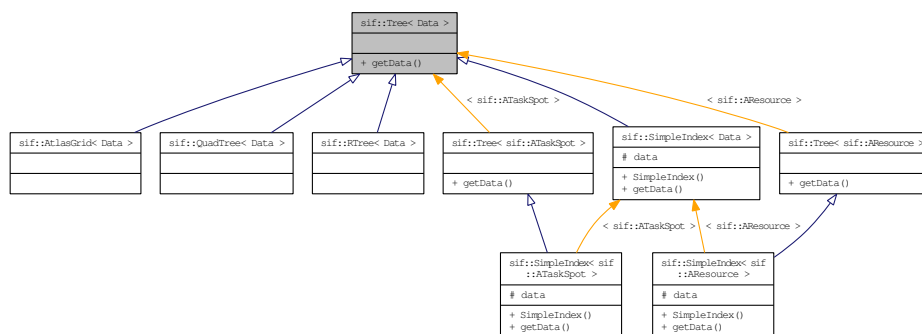 sif::Tree< Data >
+ getData()
< sif::ATaskSpot >
< sif::AResource >
sif::AtlasGrid< Data >
sif::QuadTree< Data >
sif::RTree< Data >
sif::Tree< sif::ATaskSpot >
+ getData()
sif::SimpleIndex< Data >
# data
+ SimpleIndex()
+ getData()
sif::Tree< sif::AResource >
+ getData()
< sif::ATaskSpot >
< sif::AResource >
sif::SimpleIndex< sif
::ATaskSpot >
# data
+ SimpleIndex()
+ getData()
sif::SimpleIndex< sif
::AResource >
# data
+ SimpleIndex()
+ getData()